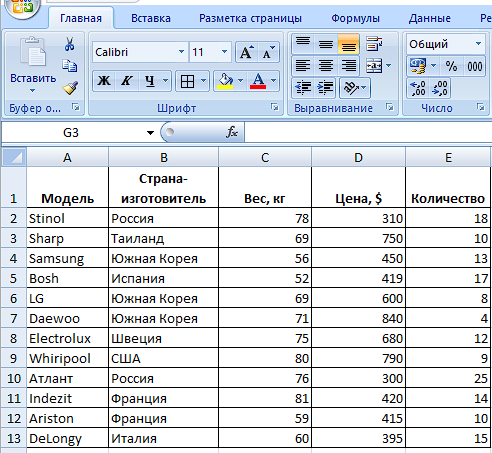 Главная Вставка Разметка страницы Формулы Данные Ре
Calibri 11 А А Общий
Вставить Ж К Ч А % 000
Буфер о... Шрифт Выравнивание Число
G3 fx
A B C D E
1 Модель Страна-изготовитель Вес, кг Цена, $ Количество
2 Stinol Россия 78 310 18
3 Sharp Таиланд 69 750 10
4 Samsung Южная Корея 56 450 13
5 Bosh Испания 52 419 17
6 LG Южная Корея 69 600 8
7 Daewoo Южная Корея 71 840 4
8 Electrolux Швеция 75 680 12
9 Whiripool США 80 790 9
10 Атлант Россия 76 300 25
11 Indezit Франция 81 420 14
12 Ariston Франция 59 415 10
13 DeLongy Италия 60 395 15